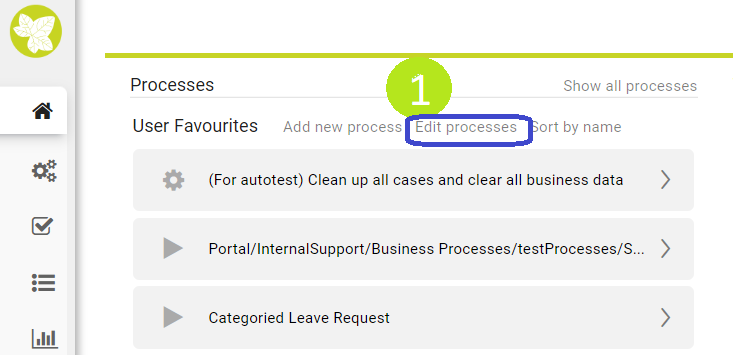 1
Processes Show all processes
User Favourites Add new process Edit processes Sort by name
(For autotest) Clean up all cases and clear all business data
Portal/InternalSupport/Business Processes/testProcesses/S...
Categoried Leave Request